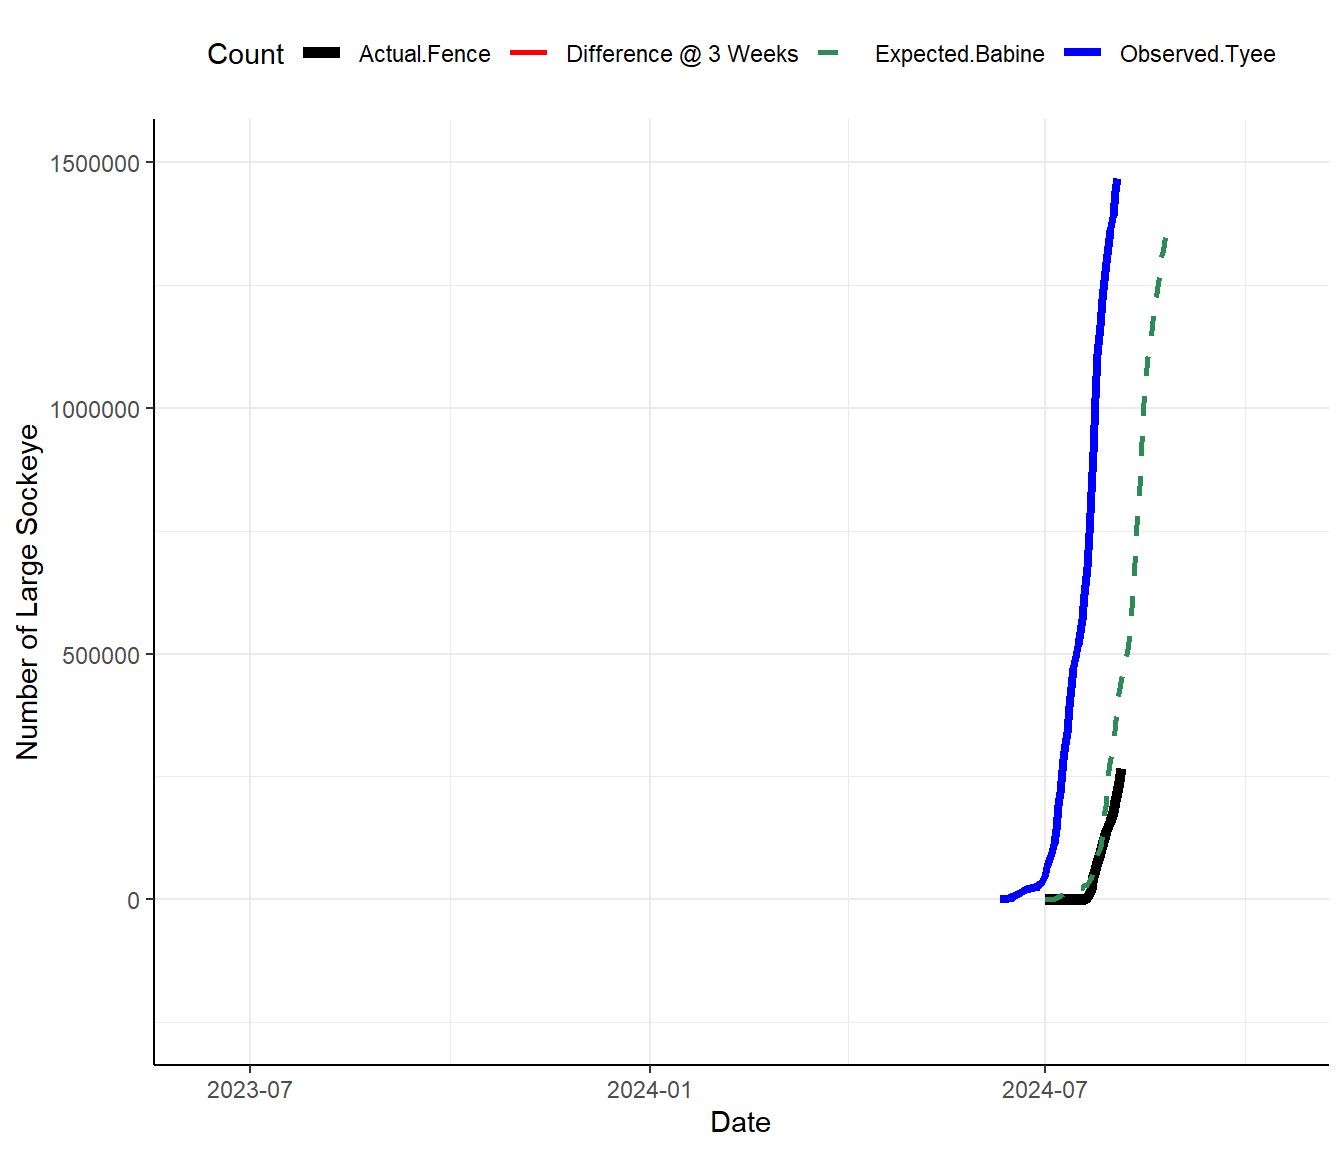 Count Actual.Fence Difference @ 3 Weeks Expected.Babine Observed.Tyee
Number of Large Sockeye
1500000
1000000
500000
0
2023-07 2024-01 2024-07
Date